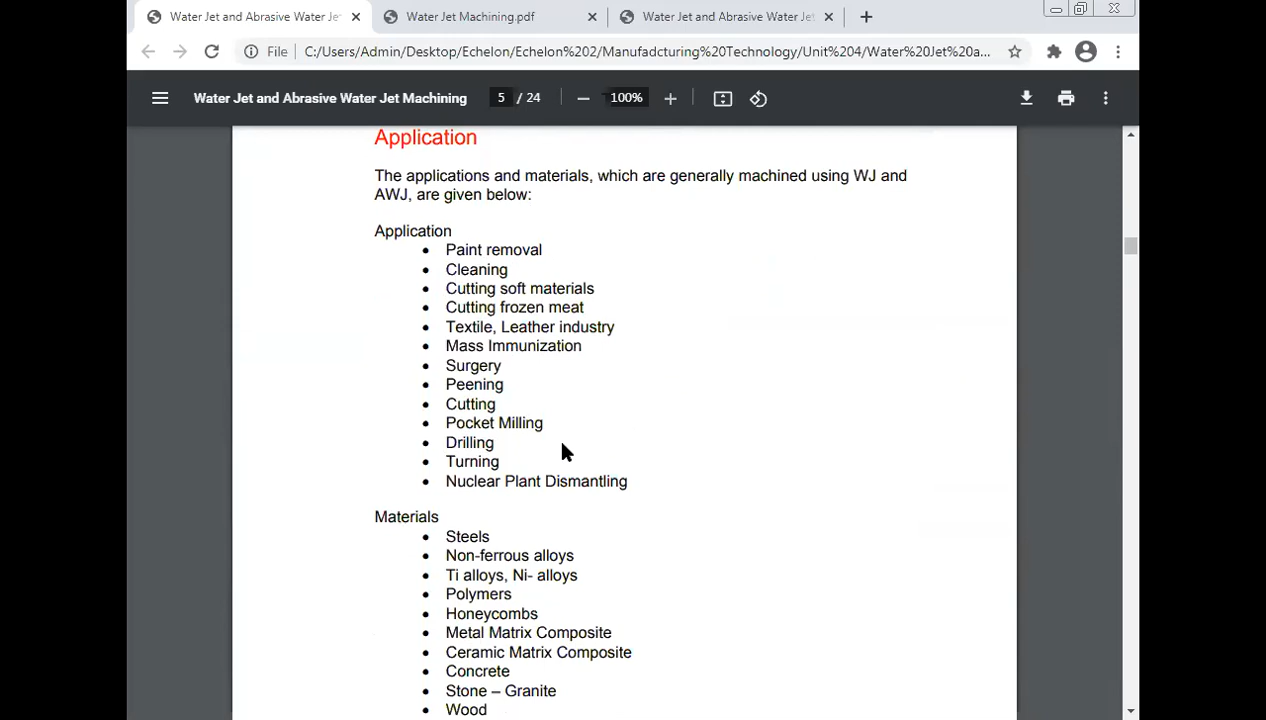 Water Jet and Abrasive Water Je
Water Jet Machining.pdf
Water Jet and Abrasive Water Jet
File
C:/Users/Admin/Desktop/Echelon/Echelon%202/Manufadcturing%20Technology/Unit%204/Water%20Jet%20a...
Water Jet and Abrasive Water Jet Machining
5 / 24
100%
Application
The applications and materials, which are generally machined using WJ and
AWJ, are given below:
Application
• Paint removal
• Cleaning
• Cutting soft materials
• Cutting frozen meat
• Textile, Leather industry
• Mass Immunization
• Surgery
• Peening
• Cutting
• Pocket Milling
• Drilling
• Turning
• Nuclear Plant Dismantling
Materials
• Steels
• Non-ferrous alloys
• Ti alloys, Ni- alloys
• Polymers
• Honeycombs
• Metal Matrix Composite
• Ceramic Matrix Composite
• Concrete
• Stone – Granite
• Wood